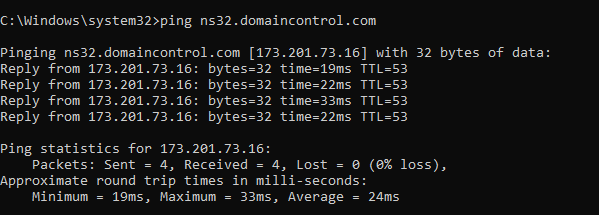 C:\Windows\system32>ping ns32.domaincontrol.com
Pinging ns32.domaincontrol.com [173.201.73.16] with 32 bytes of data:
Reply from 173.201.73.16: bytes=32 time=19ms TTL=53
Reply from 173.201.73.16: bytes=32 time=22ms TTL=53
Reply from 173.201.73.16: bytes=32 time=33ms TTL=53
Reply from 173.201.73.16: bytes=32 time=22ms TTL=53
Ping statistics for 173.201.73.16:
    Packets: Sent = 4, Received = 4, Lost = 0 (0% loss),
Approximate round trip times in milli-seconds:
    Minimum = 19ms, Maximum = 33ms, Average = 24ms